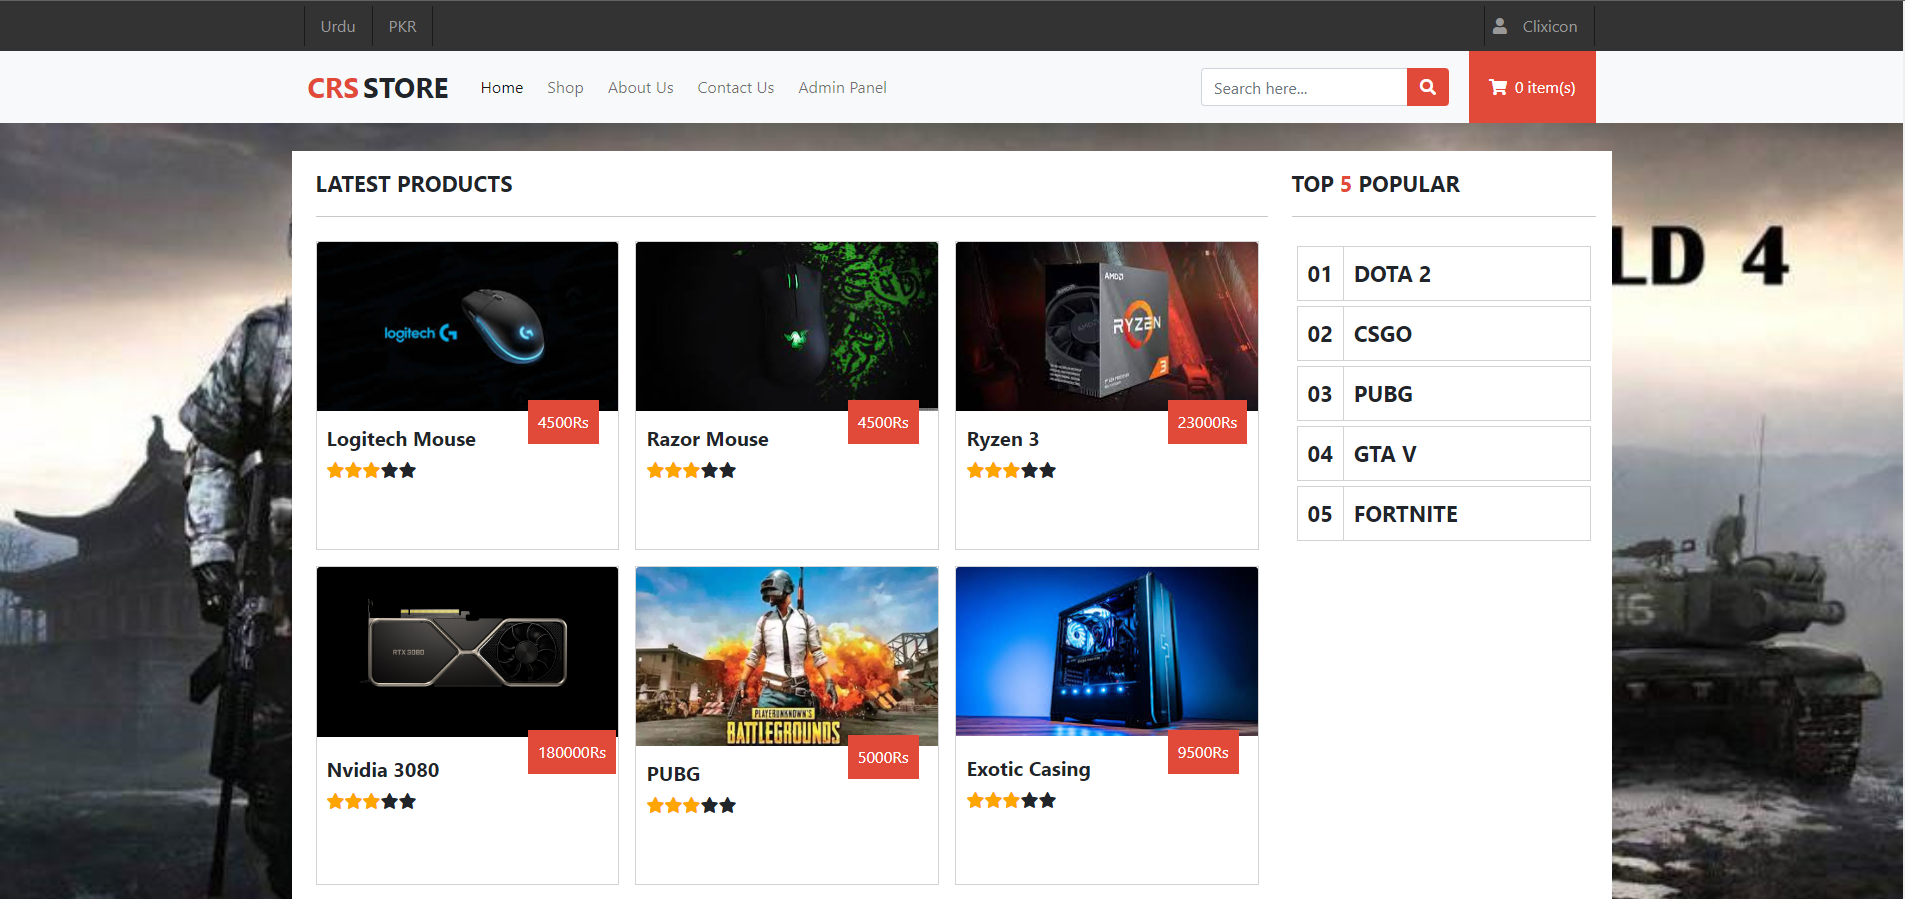 Urdu
PKR
Clixicon
CRS STORE
Home
Shop
About Us
Contact Us
Admin Panel
Search here...
0 item(s)
LATEST PRODUCTS
TOP 5 POPULAR
LD 4
logitech G
G
4500Rs
Logitech Mouse
4500Rs
Razor Mouse
AMD
RYZEN
3
23000Rs
Ryzen 3
01 DOTA 2
02 CSGO
03 PUBG
04 GTA V
05 FORTNITE
RTX 3080
180000Rs
Nvidia 3080
PLAYERUNKNOWN'S
BATTLEGROUNDS
5000Rs
PUBG
9500Rs
Exotic Casing
16